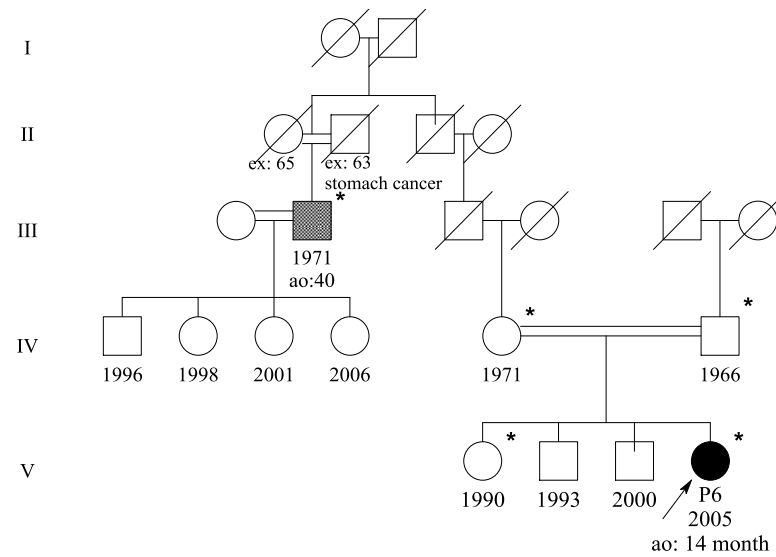 I
II
ex: 65
ex: 63
stomach cancer
*
III
1971
ao:40
*
*
IV
1996
1998
2001
2006
1971
1966
*
*
V
1990
1993
2000
P6
2005
ao: 14 month